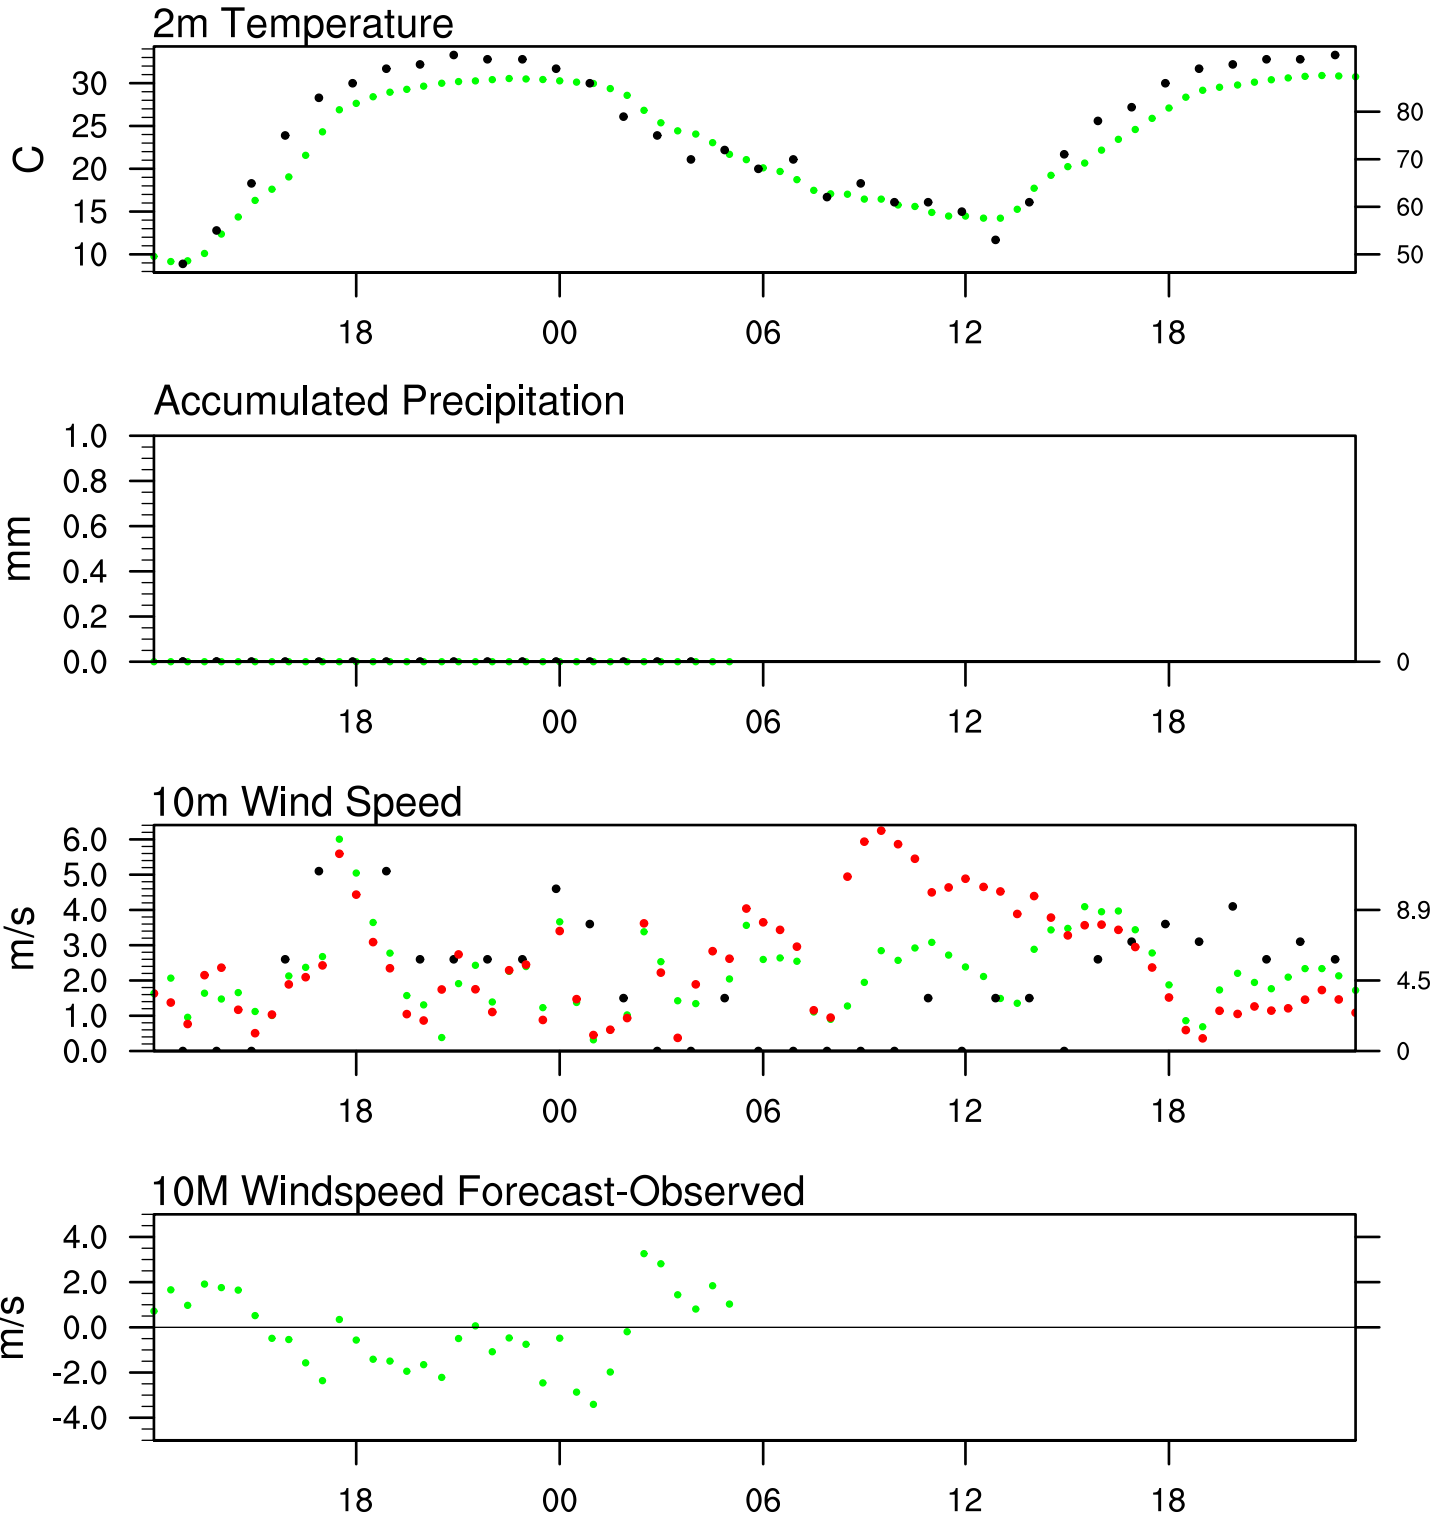 2m Temperature
30
25
20
15
10
C
80
70
60
50
18 00 06 12 18
Accumulated Precipitation
1.0
0.8
0.6
0.4
0.2
0.0
mm
0
18 00 06 12 18
10m Wind Speed
6.0
5.0
4.0
3.0
2.0
1.0
0.0
m/s
8.9
4.5
0
18 00 06 12 18
10M Windspeed Forecast-Observed
4.0
2.0
0.0
-2.0
-4.0
m/s
18 00 06 12 18